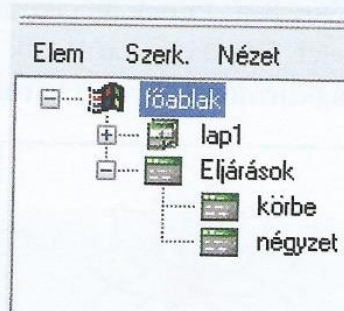 Elem Szerk. Nézet
főablak
lap1
Eljárások
körbe
négyzet